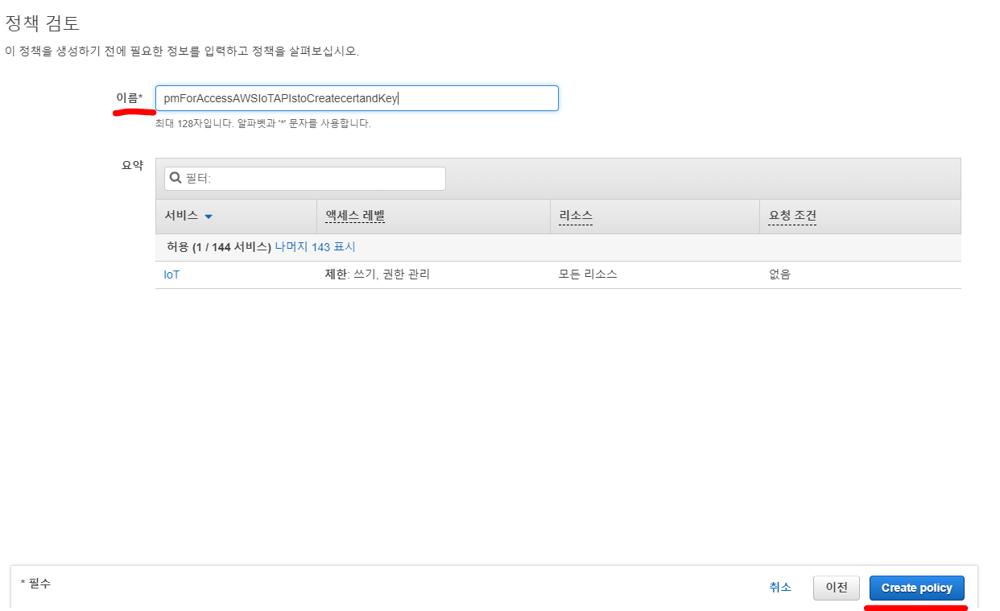 정책 검토
이 정책을 생성하기 전에 필요한 정보를 입력하고 정책을 살펴보십시오.
이름* pmForAccessAWSIoTAPIstoCreatecertandKey
최대 128자입니다. 알파벳과 '*' 문자를 사용합니다.
요약 필터:
서비스 액세스 레벨 리소스 요청 조건
허용 (1 / 144 서비스) 나머지 143 표시
IoT 제한: 쓰기, 권한 관리 모든 리소스 없음
* 필수 취소 이전 Create policy